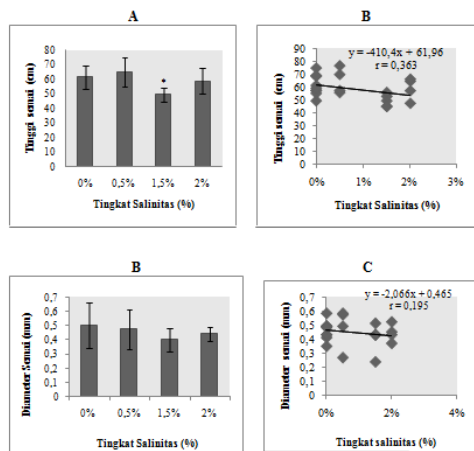 A
80
70
60
50
40
30
20
10
0
*
0% 0,5% 1,5% 2%
Tingkat Salinitas (%)
Tinggi semai (cm)
B
100
90
80
70
60
50
40
30
20
10
0
y = -410,4x + 61,96
r = 0,363
0% 1% 2% 3%
Tingkat Salinitas (%)
Tinggi semai (cm)
B
0,7
0,6
0,5
0,4
0,3
0,2
0,1
0
0% 0,5% 1,5% 2%
Tingkat Salinitas (%)
Diameter Semai (mm)
C
0,7
0,6
0,5
0,4
0,3
0,2
0,1
0
y = -2,066x + 0,465
r = 0,195
0% 2% 4%
Tingkat salinitas (%)
Diameter semai (mm)